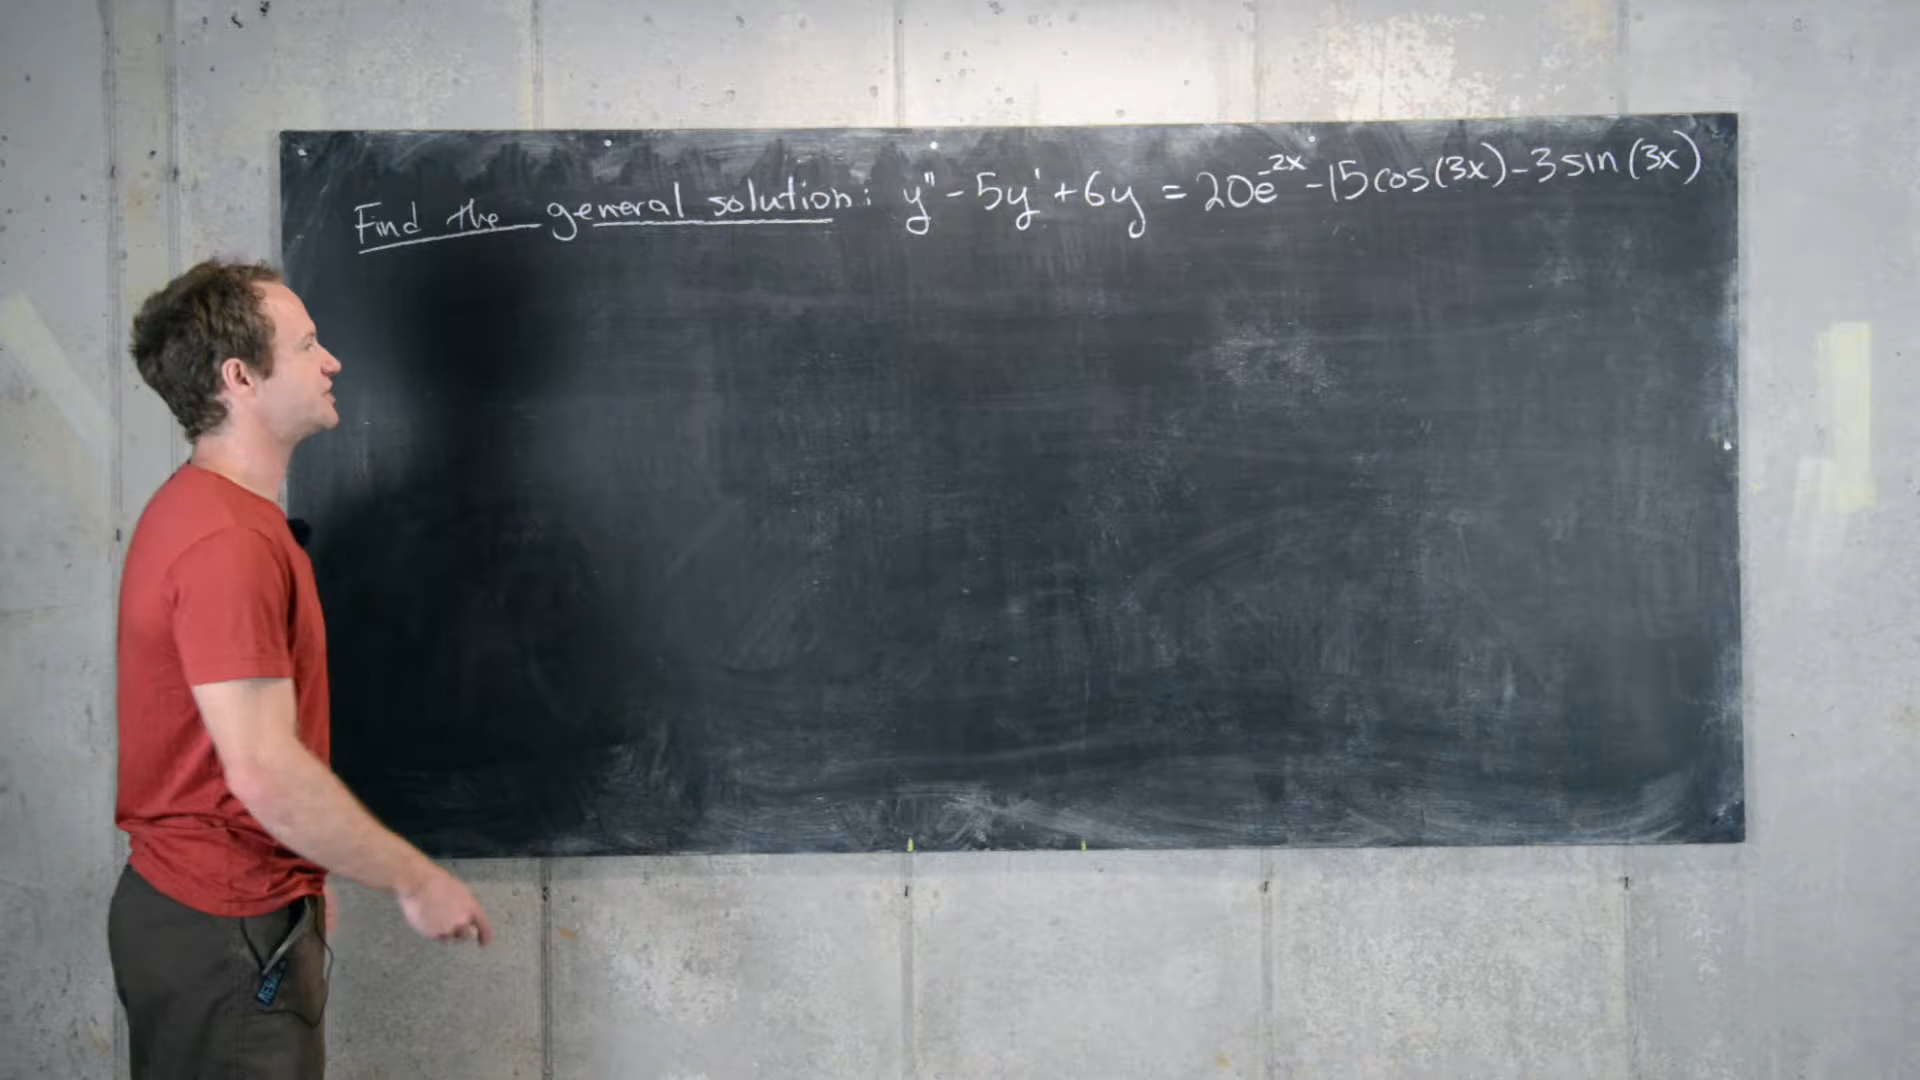 Find the general solution: y'' - 5y' + 6y = 20e^{-2x} - 15cos(3x) - 3sin(3x)